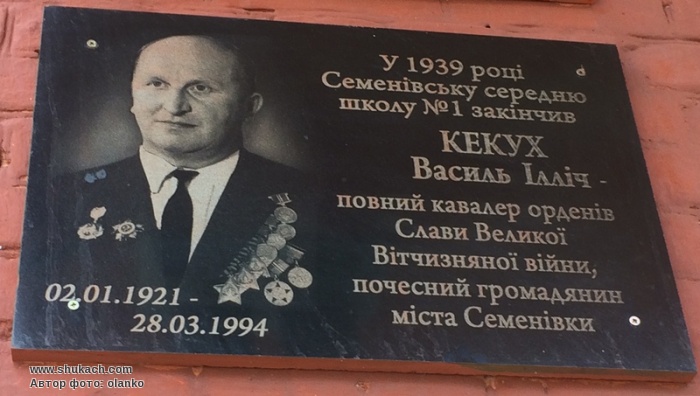 У 1939 році
Семенівську середню
школу №1 закінчив
КЕКУХ
Василь Ілліч -
повний кавалер орденів
Слави Великої
Вітчизняної війни,
почесний громадянин
міста Семенівки
02.01.1921 -
28.03.1994
www.shukach.com
Автор фото: olanko